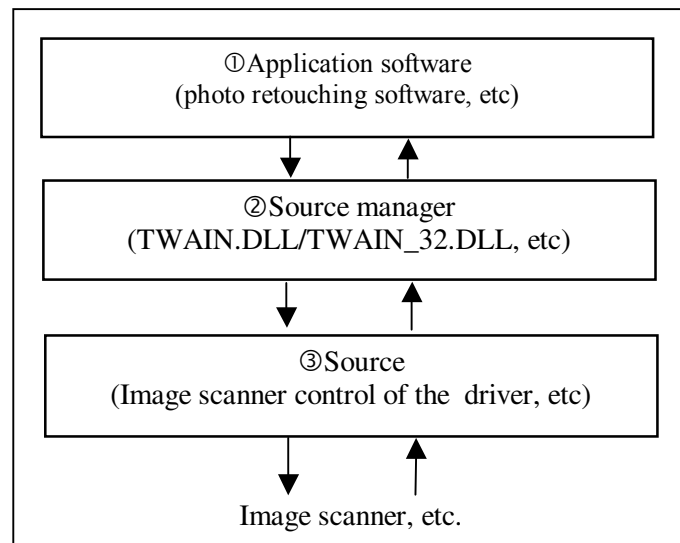 ①Application software
(photo retouching software, etc)
②Source manager
(TWAIN.DLL/TWAIN_32.DLL, etc)
③Source
(Image scanner control of the driver, etc)
Image scanner, etc.